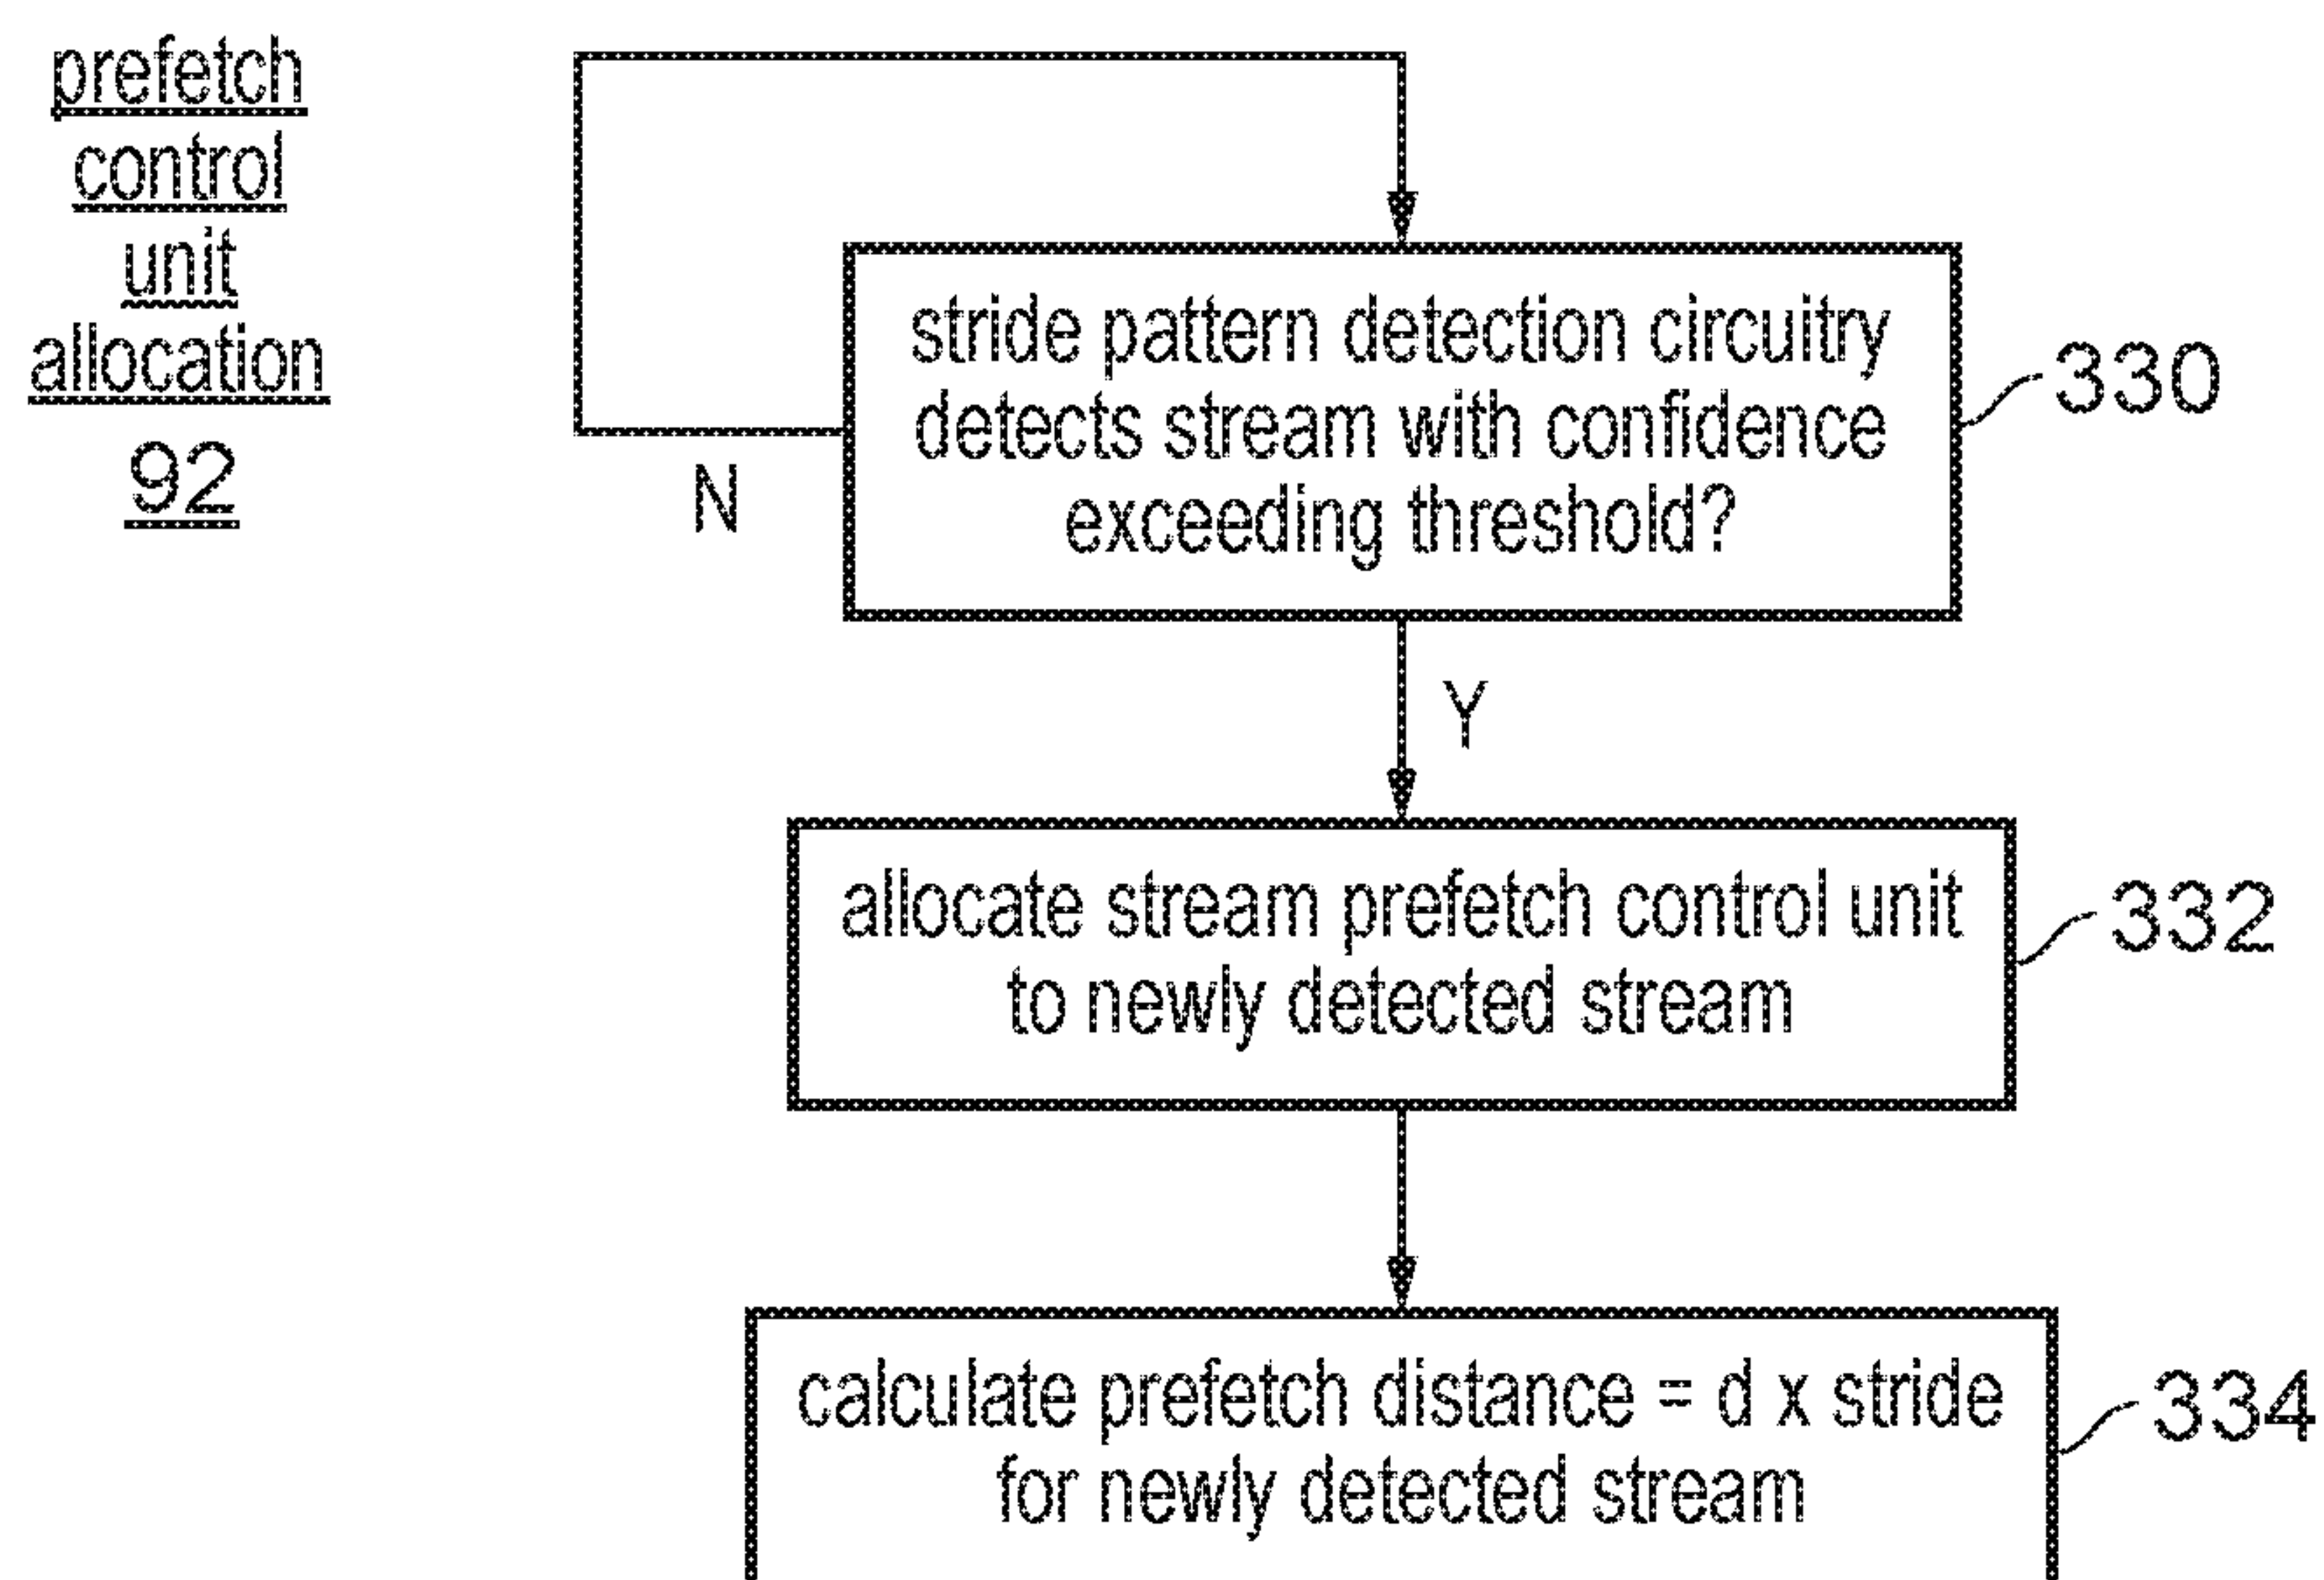 prefetch
control
unit
allocation
92
stride pattern detection circuitry
detects stream with confidence
exceeding threshold?
330
N
Y
allocate stream prefetch control unit
to newly detected stream
332
calculate prefetch distance = d x stride
for newly detected stream
334